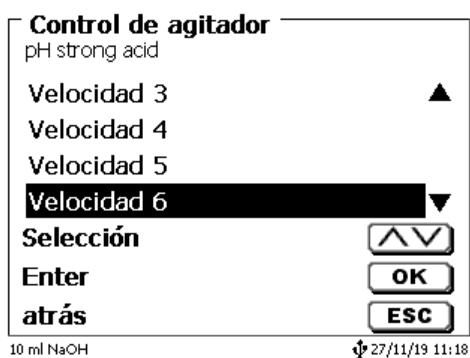 Control de agitador
pH strong acid
Velocidad 3
Velocidad 4
Velocidad 5
Velocidad 6
Selección
Enter OK
atrás ESC
10 ml NaOH 27/11/19 11:18